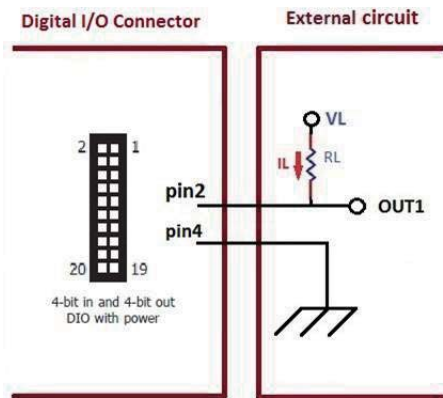 Digital I/O Connector
External circuit
VL
IL
RL
2
1
pin2
OUT1
pin4
20
19
4-bit in and 4-bit out
DIO with power